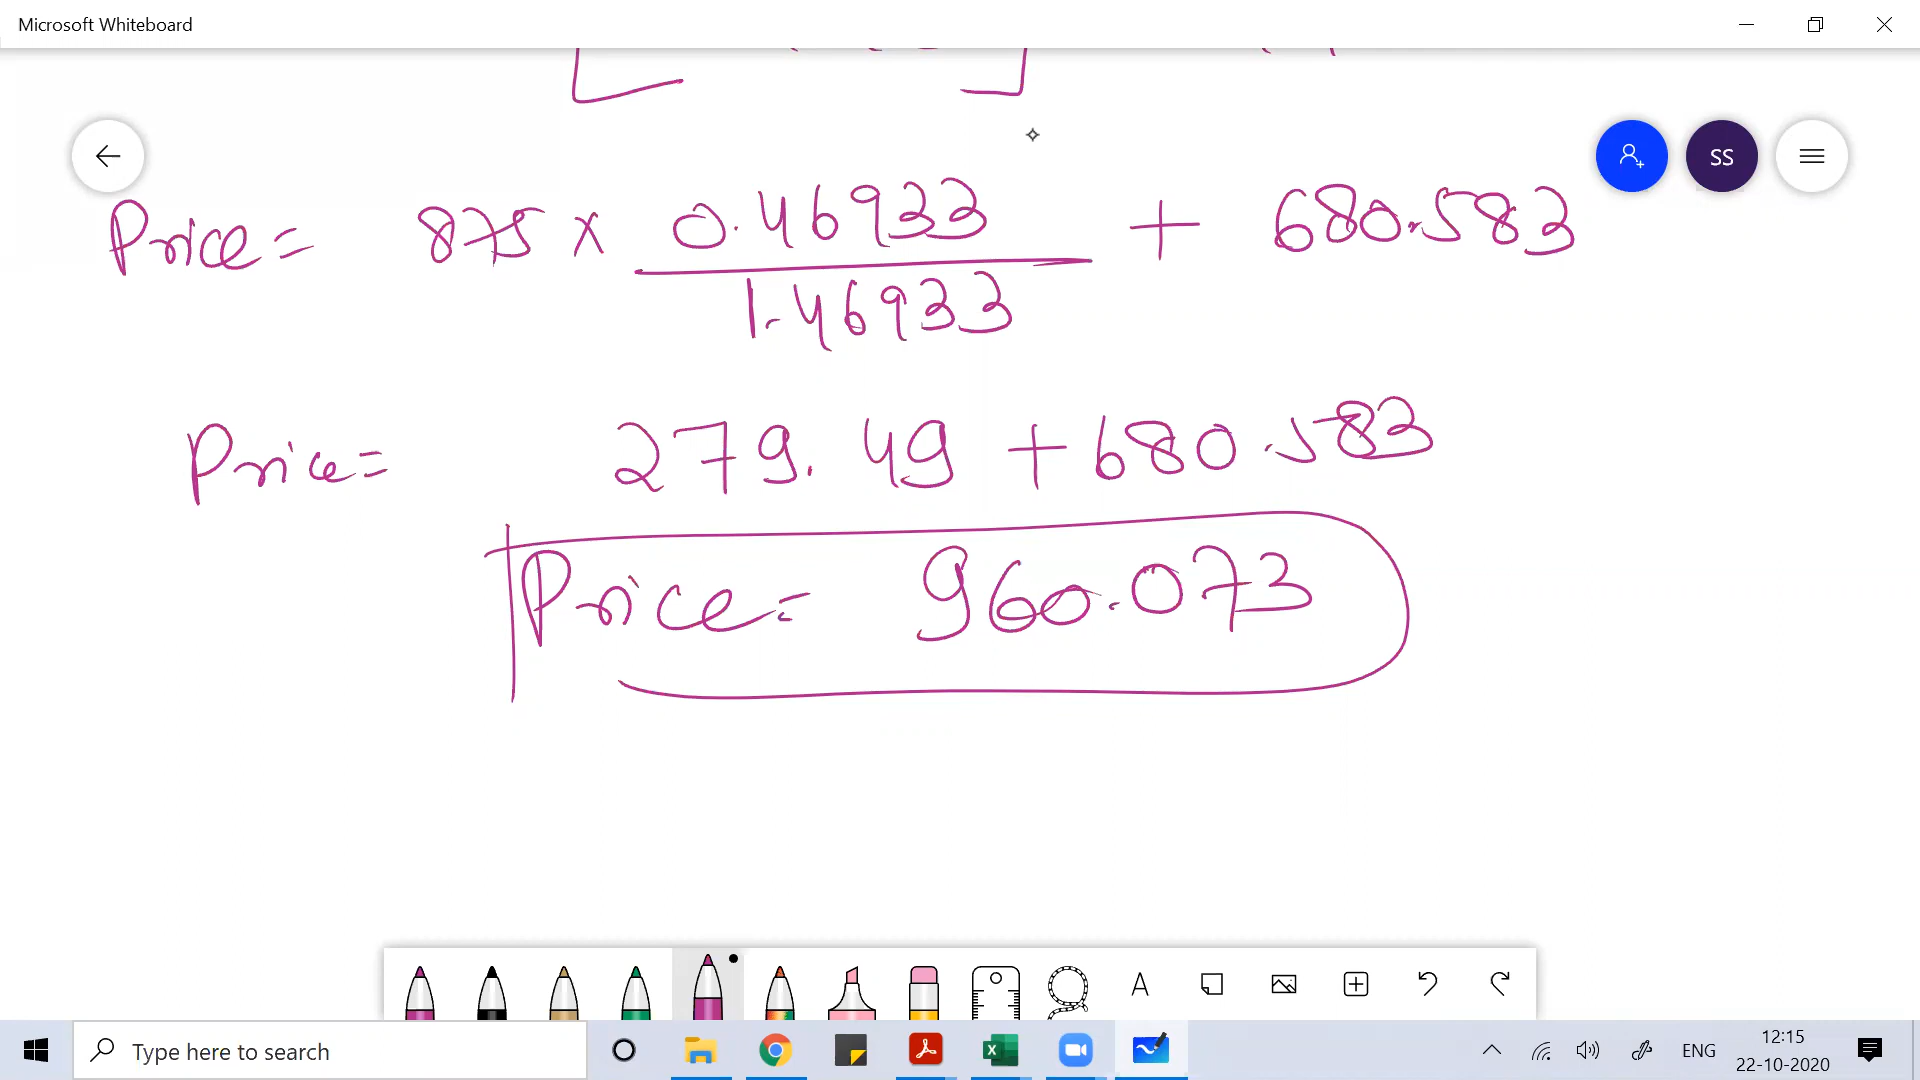 Microsoft Whiteboard
SS
Price= 875 × 0.46933 + 680.583
1.46933
Price= 279.49 + 680.583
Price= 960.073
A
Type here to search
ENG
12:15
22-10-2020